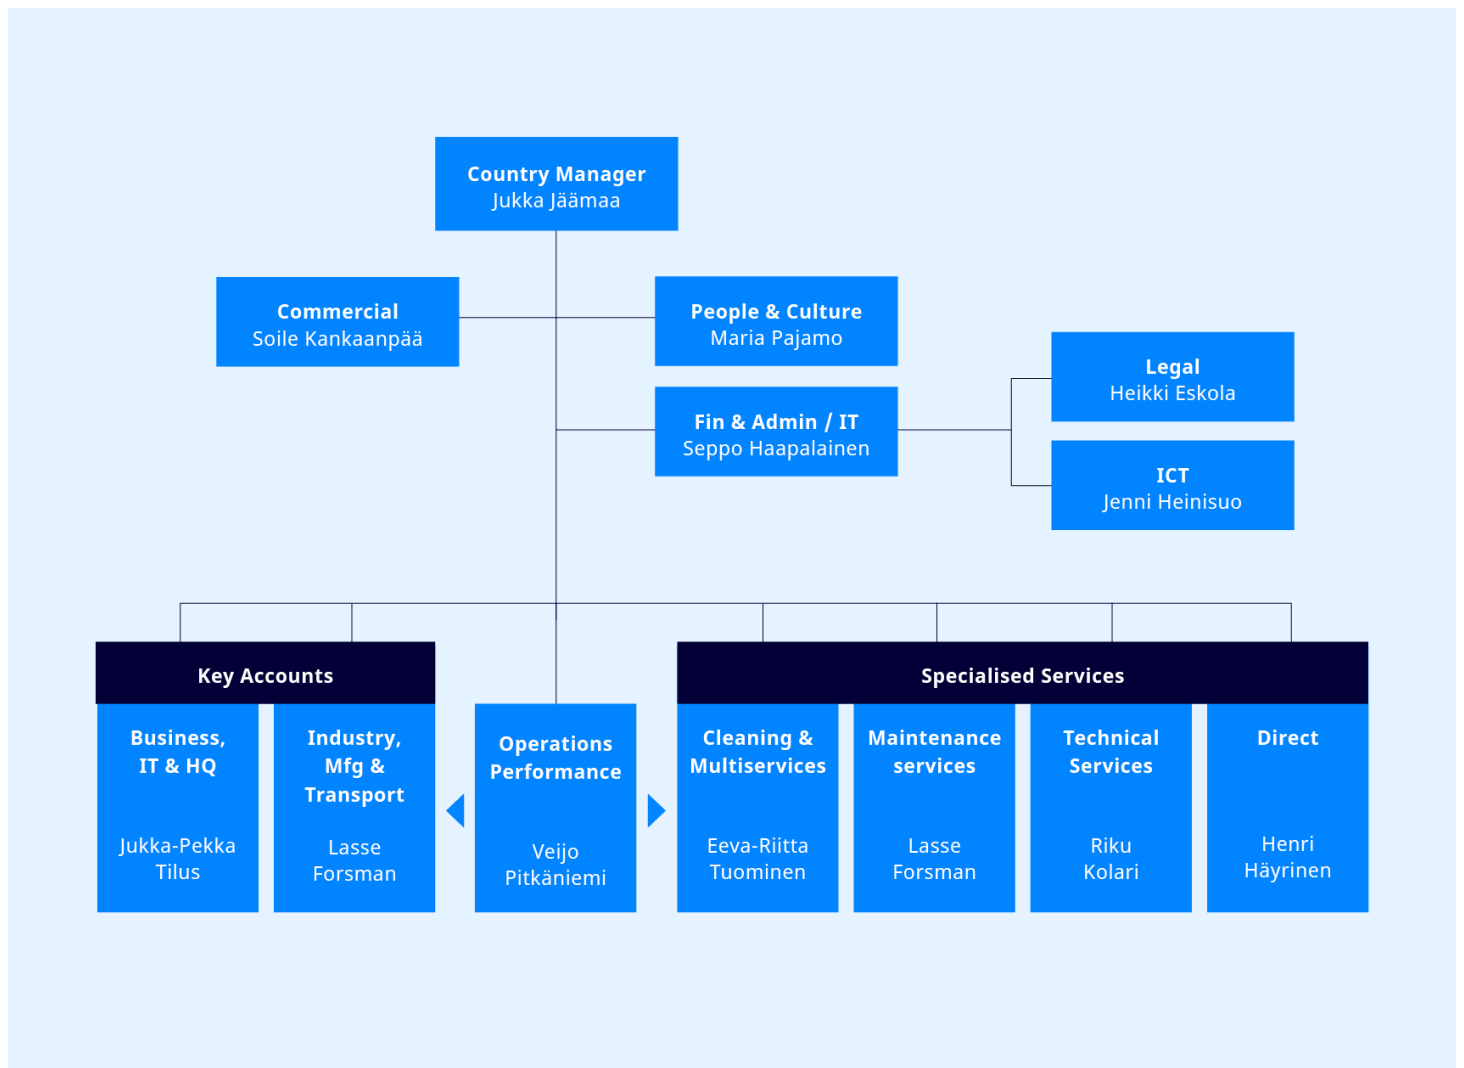 Country Manager
Jukka Jäämaa
Commercial
Soile Kankaanpää
People & Culture
Maria Pajamo
Fin & Admin / IT
Seppo Haapalainen
Legal
Heikki Eskola
ICT
Jenni Heinisuo
Key Accounts
Business,
IT & HQ
Jukka-Pekka
Tilus
Industry,
Mfg &
Transport
Lasse
Forsman
Operations
Performance
Veijo
Pitkäniemi
Specialised Services
Cleaning &
Multiservices
Eeva-Riitta
Tuominen
Maintenance
services
Lasse
Forsman
Technical
Services
Riku
Kolari
Direct
Henri
Häyrinen